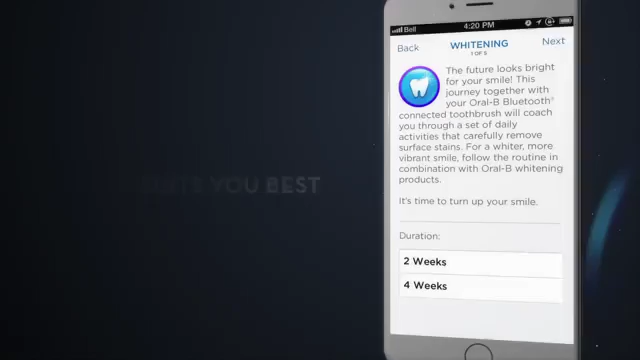 Bell
4:20 PM
Back
WHITENING
Next
1 OF 5
The future looks bright
for your smile! This
journey together with
your Oral-B Bluetooth®
connected toothbrush will coach
you through a set of daily
activities that carefully remove
surface stains. For a whiter, more
vibrant smile, follow the routine in
combination with Oral-B whitening
products.
It's time to turn up your smile.
Duration:
2 Weeks
4 Weeks
YOU BEST